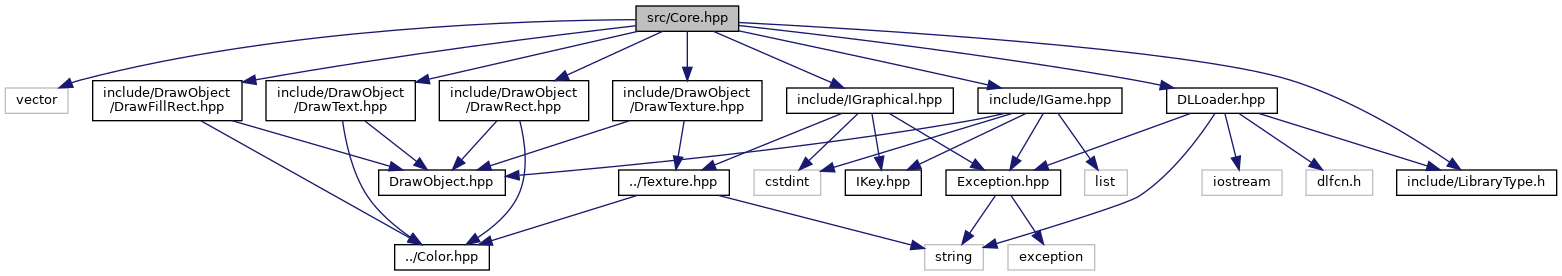 src/Core.hpp
vector
include/DrawObject
/DrawFillRect.hpp
include/DrawObject
/DrawText.hpp
include/DrawObject
/DrawRect.hpp
include/DrawObject
/DrawTexture.hpp
include/IGraphical.hpp
include/IGame.hpp
DLLoader.hpp
DrawObject.hpp
../Texture.hpp
cstdint
IKey.hpp
Exception.hpp
list
iostream
dlfcn.h
include/LibraryType.h
../Color.hpp
string
exception